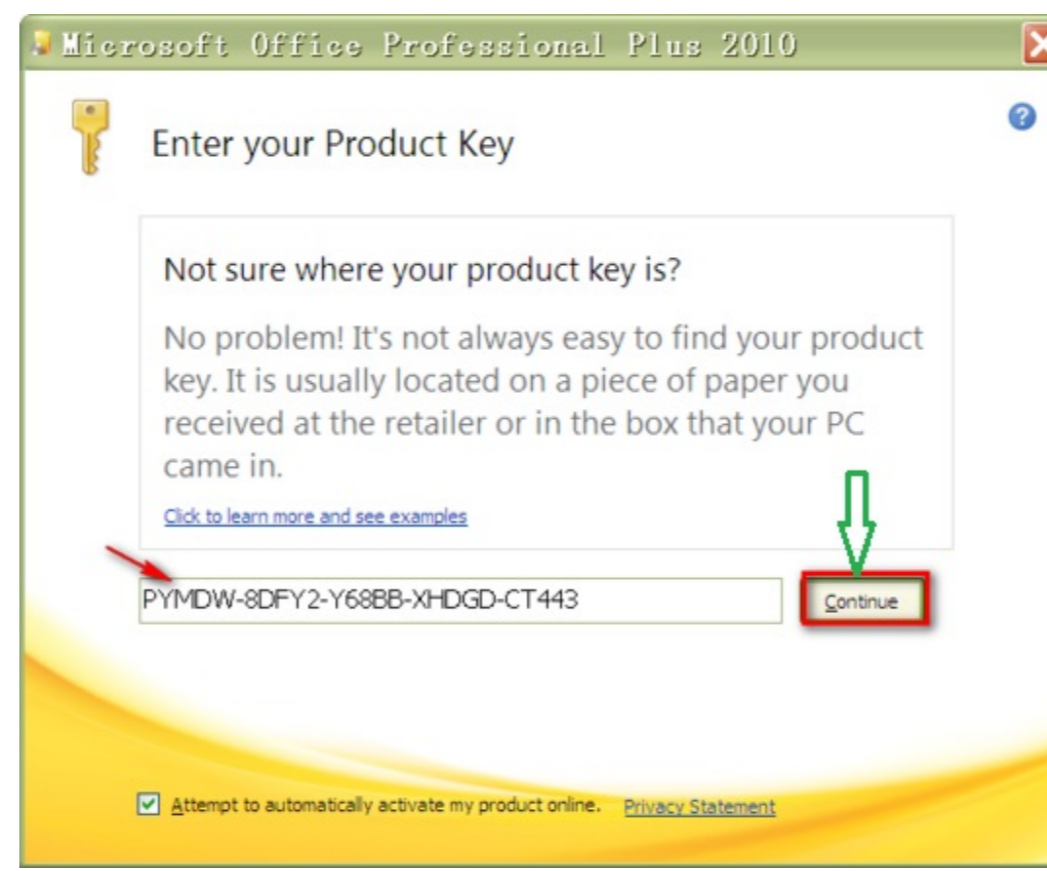 Microsoft Office Professional Plus 2010
Enter your Product Key
Not sure where your product key is?
No problem! It's not always easy to find your product
key. It is usually located on a piece of paper you
received at the retailer or in the box that your PC
came in.
Click to learn more and see examples
PYMDW-8DFY2-Y68BB-XHDGD-CT443
Continue
Attempt to automatically activate my product online. Privacy Statement